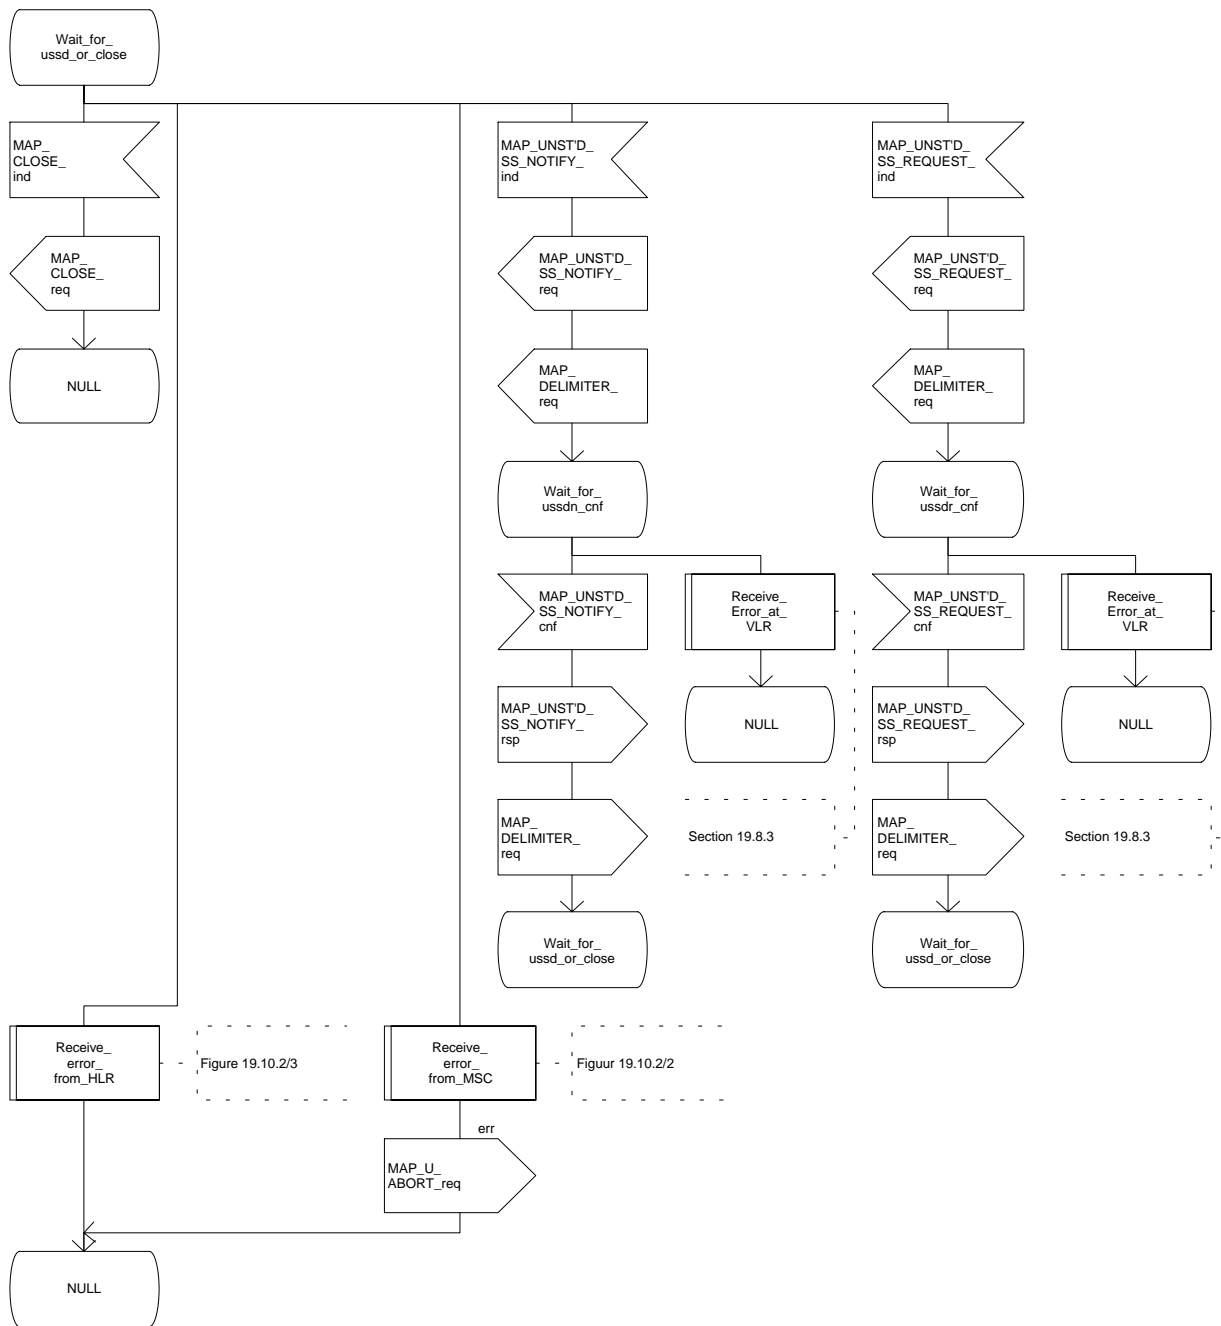 Wait_for_
ussd_or_close
MAP_
CLOSE_
ind
MAP_UNST'D_
SS_NOTIFY_
ind
MAP_UNST'D_
SS_REQUEST_
ind
MAP_
CLOSE_
req
MAP_UNST'D_
SS_NOTIFY_
req
MAP_UNST'D_
SS_REQUEST_
req
NULL
MAP_
DELIMITER_
req
MAP_
DELIMITER_
req
Wait_for_
ussdn_cnf
Wait_for_
ussdr_cnf
MAP_UNST'D_
SS_NOTIFY_
cnf
Receive_
Error_at_
VLR
MAP_UNST'D_
SS_REQUEST_
cnf
Receive_
Error_at_
VLR
MAP_UNST'D_
SS_NOTIFY_
rsp
NULL
MAP_UNST'D_
SS_REQUEST_
rsp
NULL
MAP_
DELIMITER_
req
Section 19.8.3
MAP_
DELIMITER_
req
Section 19.8.3
Wait_for_
ussd_or_close
Wait_for_
ussd_or_close
Receive_
error_
from_HLR
Figure 19.10.2/3
Receive_
error_
from_MSC
Figuur 19.10.2/2
err
MAP_U_
ABORT_req
NULL